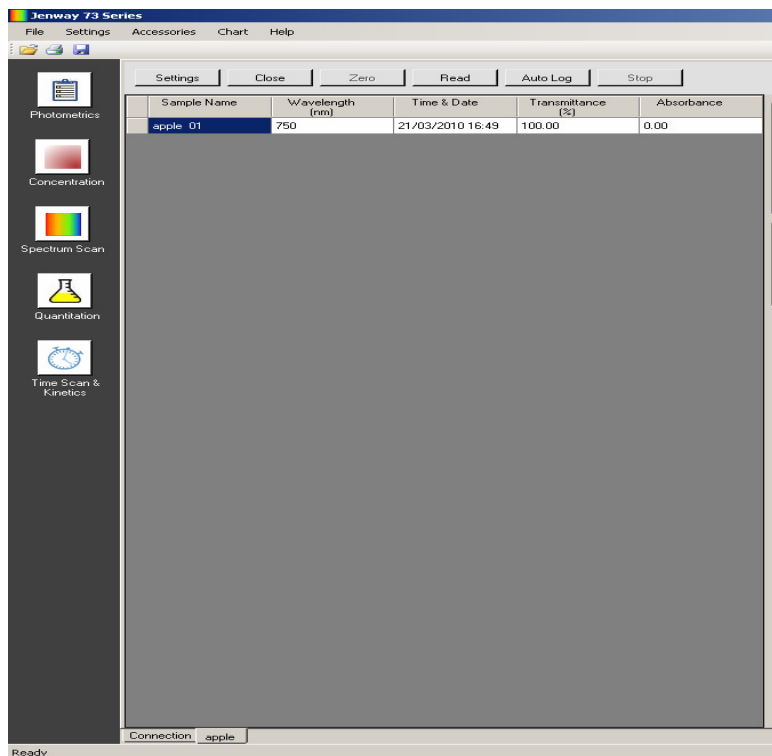 Jenway 73 Series
File Settings Accessories Chart Help
Settings Close Zero Read Auto Log Stop
Photometrics
Concentration
Spectrum Scan
Quantitation
Time Scan &
Kinetics
Sample Name Wavelength Time & Date Transmittance Absorbance
(nm) (%)
apple 01 750 21/03/2010 16:49 100.00 0.00
Connection apple
Ready